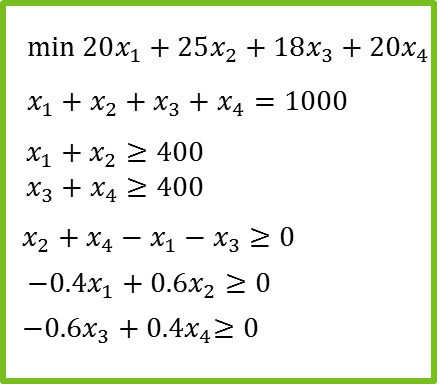 min 20x₁ + 25x₂ + 18x₃ + 20x₄
x₁ + x₂ + x₃ + x₄ = 1000
x₁ + x₂ ≥ 400
x₃ + x₄ ≥ 400
x₂ + x₄ − x₁ − x₃ ≥ 0
−0.4x₁ + 0.6x₂ ≥ 0
−0.6x₃ + 0.4x₄≥ 0